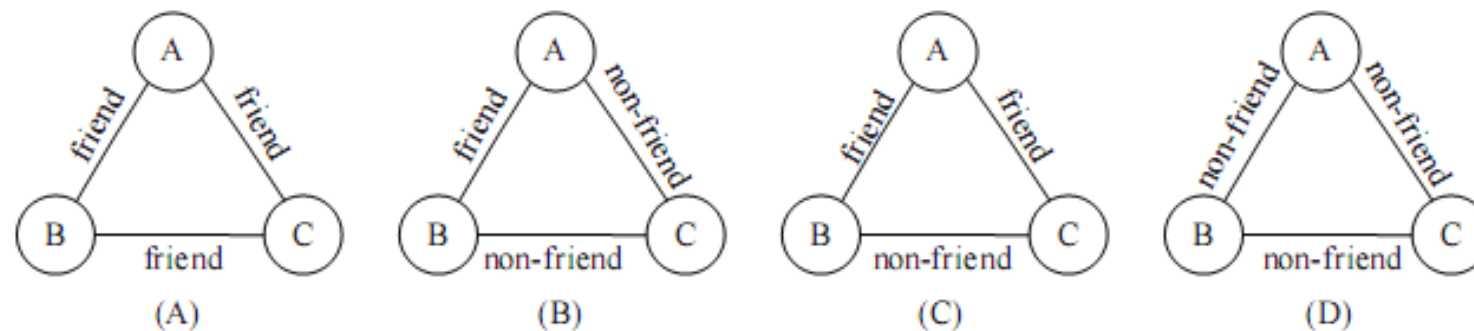 A
friend
friend
B
friend
C
(A)
A
friend
non-friend
B
non-friend
C
(B)
A
friend
friend
B
non-friend
C
(C)
A
non-friend
non-friend
B
non-friend
C
(D)